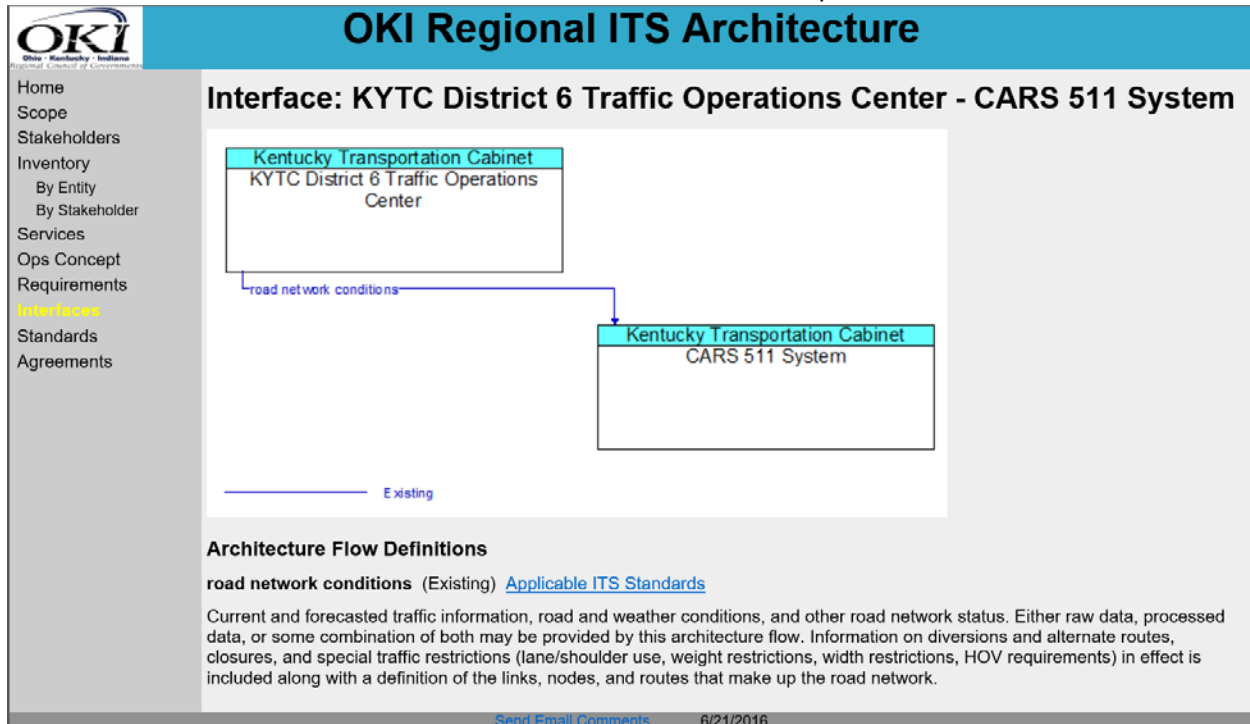 OKI
Ohio · Kentucky · Indiana
Regional Council of Governments
OKI Regional ITS Architecture
Home
Scope
Stakeholders
Inventory
By Entity
By Stakeholder
Services
Ops Concept
Requirements
Interfaces
Standards
Agreements
Interface: KYTC District 6 Traffic Operations Center - CARS 511 System
Kentucky Transportation Cabinet
KYTC District 6 Traffic Operations
Center
road network conditions
Kentucky Transportation Cabinet
CARS 511 System
Existing
Architecture Flow Definitions
road network conditions (Existing) Applicable ITS Standards
Current and forecasted traffic information, road and weather conditions, and other road network status. Either raw data, processed
data, or some combination of both may be provided by this architecture flow. Information on diversions and alternate routes,
closures, and special traffic restrictions (lane/shoulder use, weight restrictions, width restrictions, HOV requirements) in effect is
included along with a definition of the links, nodes, and routes that make up the road network.
Send Email Comments 6/21/2016